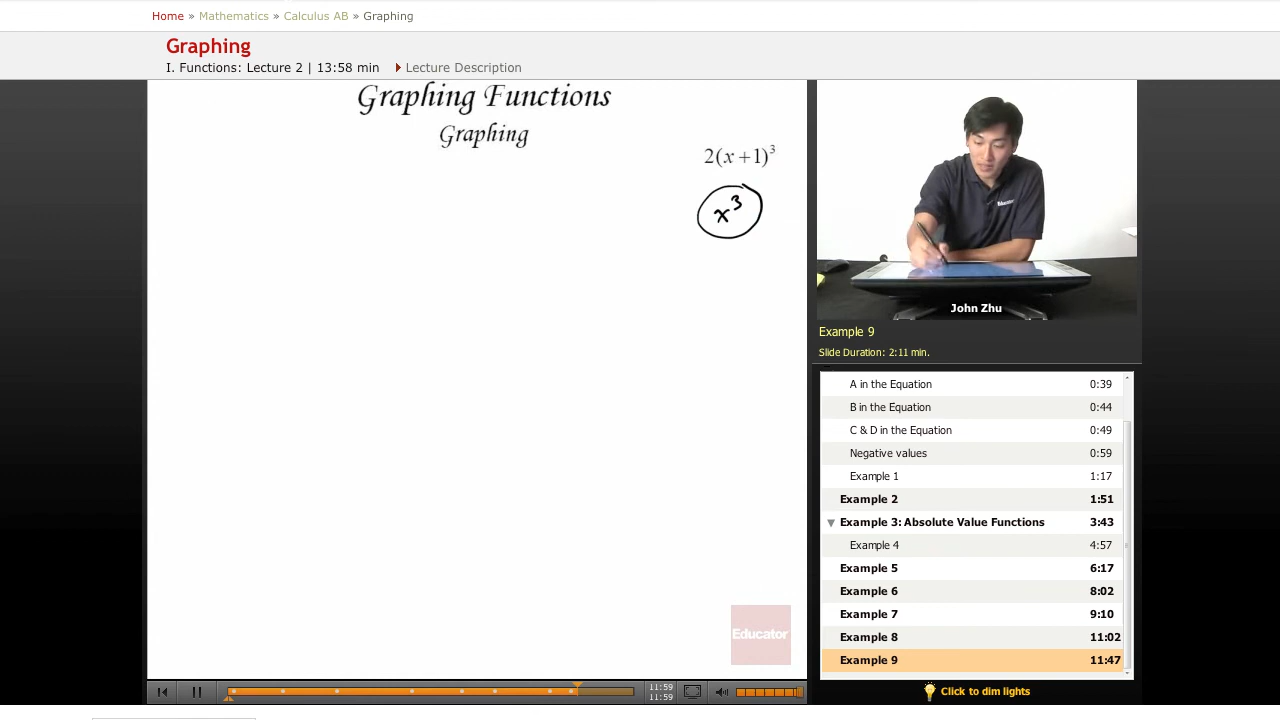 Home » Mathematics » Calculus AB » Graphing
Graphing
I. Functions: Lecture 2 | 13:58 min Lecture Description
Graphing Functions
Graphing
2(x+1)³
x³
Educator
Educator
John Zhu
Example 9
Slide Duration: 2:11 min.
A in the Equation 0:39
B in the Equation 0:44
C & D in the Equation 0:49
Negative values 0:59
Example 1 1:17
Example 2 1:51
Example 3: Absolute Value Functions 3:43
Example 4 4:57
Example 5 6:17
Example 6 8:02
Example 7 9:10
Example 8 11:02
Example 9 11:47
11:59
11:59
Click to dim lights